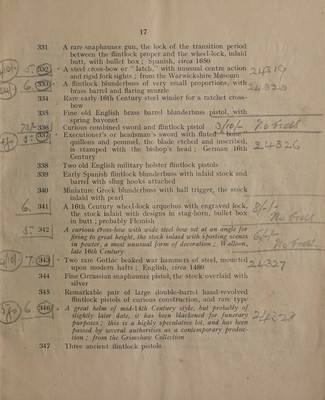 17
331 A rare snaphaunce gun, the lock of the transition period
between the flintlock proper and the wheel-lock, inlaid
butt, with bullet box ; Spanish, circa 1650
332 A steel cross-bow or "latch," with unusual centre action
and rigid fork sights ; from the Warwickshire Museum
333 A flintlock blunderbuss of very small proportions, with
brass barrel and flaring muzzle
334 Rare early 16th Century steel winder for a ratchet cross-
335 Fine old English brass barrel blunderbuss pistol, with
spring bayonet
336 Curious combined sword and flintlock pistol 3/10/-
337 Executioner's or headsman's sword with fluted
quillons and pommel, the blade etched and inscribed, 24326
is stamped with the bishop's head ; German 16th
Century
338 Two old English military holster flintlock pistols
339 Early Spanish flintlock blunderbuss with inlaid stock and
barrel with slug hooks attached
340 Miniature Greek blunderbuss with ball trigger, the stock
inlaid with pearl
6. 341 A 16th Century wheel-lock arquebus with engraved lock,
the stock inlaid with designs in stag-horn, bullet box
in butt ; probably Flemish
342 A curious cross-bow with wide steel bow set at an angle for
firing to great height, the stock inlaid with sporting scenes
in pewter, a most unusual form of decoration ; Walloon,
late 16th Century
343 Two rare Gothic beaked war hammers of steel, mounted
upon modern hafts ; English, circa 1480 24327
344 Fine Circassian snaphaunce pistol, the stock overlaid with
silver
345 Remarkable pair of large double-barrel hand-revolved
flintlock pistols of curious construction, and rare type
346 A great helm of mid-14th Century style, but probably of
slightly later date, it has been blackened for funerary
purposes ; this is a highly speculative lot, and has been
passed by several authorities as a contemporary produc-
tion ; from the Grimshaw Collection
347 Three ancient flintlock pistols